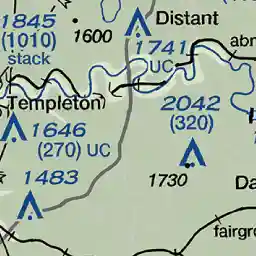 1845
(1010)
stack
1600
Distant
1741
UC
abn
Templeton
2042
(320)
1646
(270) UC
1483
1730
Da
fairgro